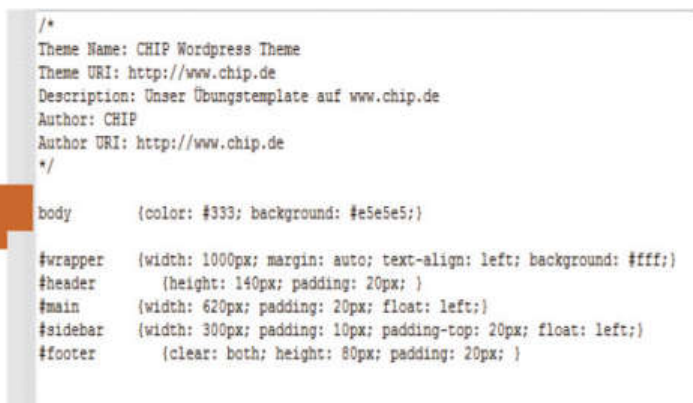 /*
Theme Name: CHIP Wordpress Theme
Theme URI: http://www.chip.de
Description: Unser Übungstemplate auf www.chip.de
Author: CHIP
Author URI: http://www.chip.de
*/
body {color: #333; background: #e5e5e5;}
#wrapper {width: 1000px; margin: auto; text-align: left; background: #fff;}
#header {height: 140px; padding: 20px; }
#main {width: 620px; padding: 20px; float: left;}
#sidebar {width: 300px; padding: 10px; padding-top: 20px; float: left;}
#footer {clear: both; height: 80px; padding: 20px; }